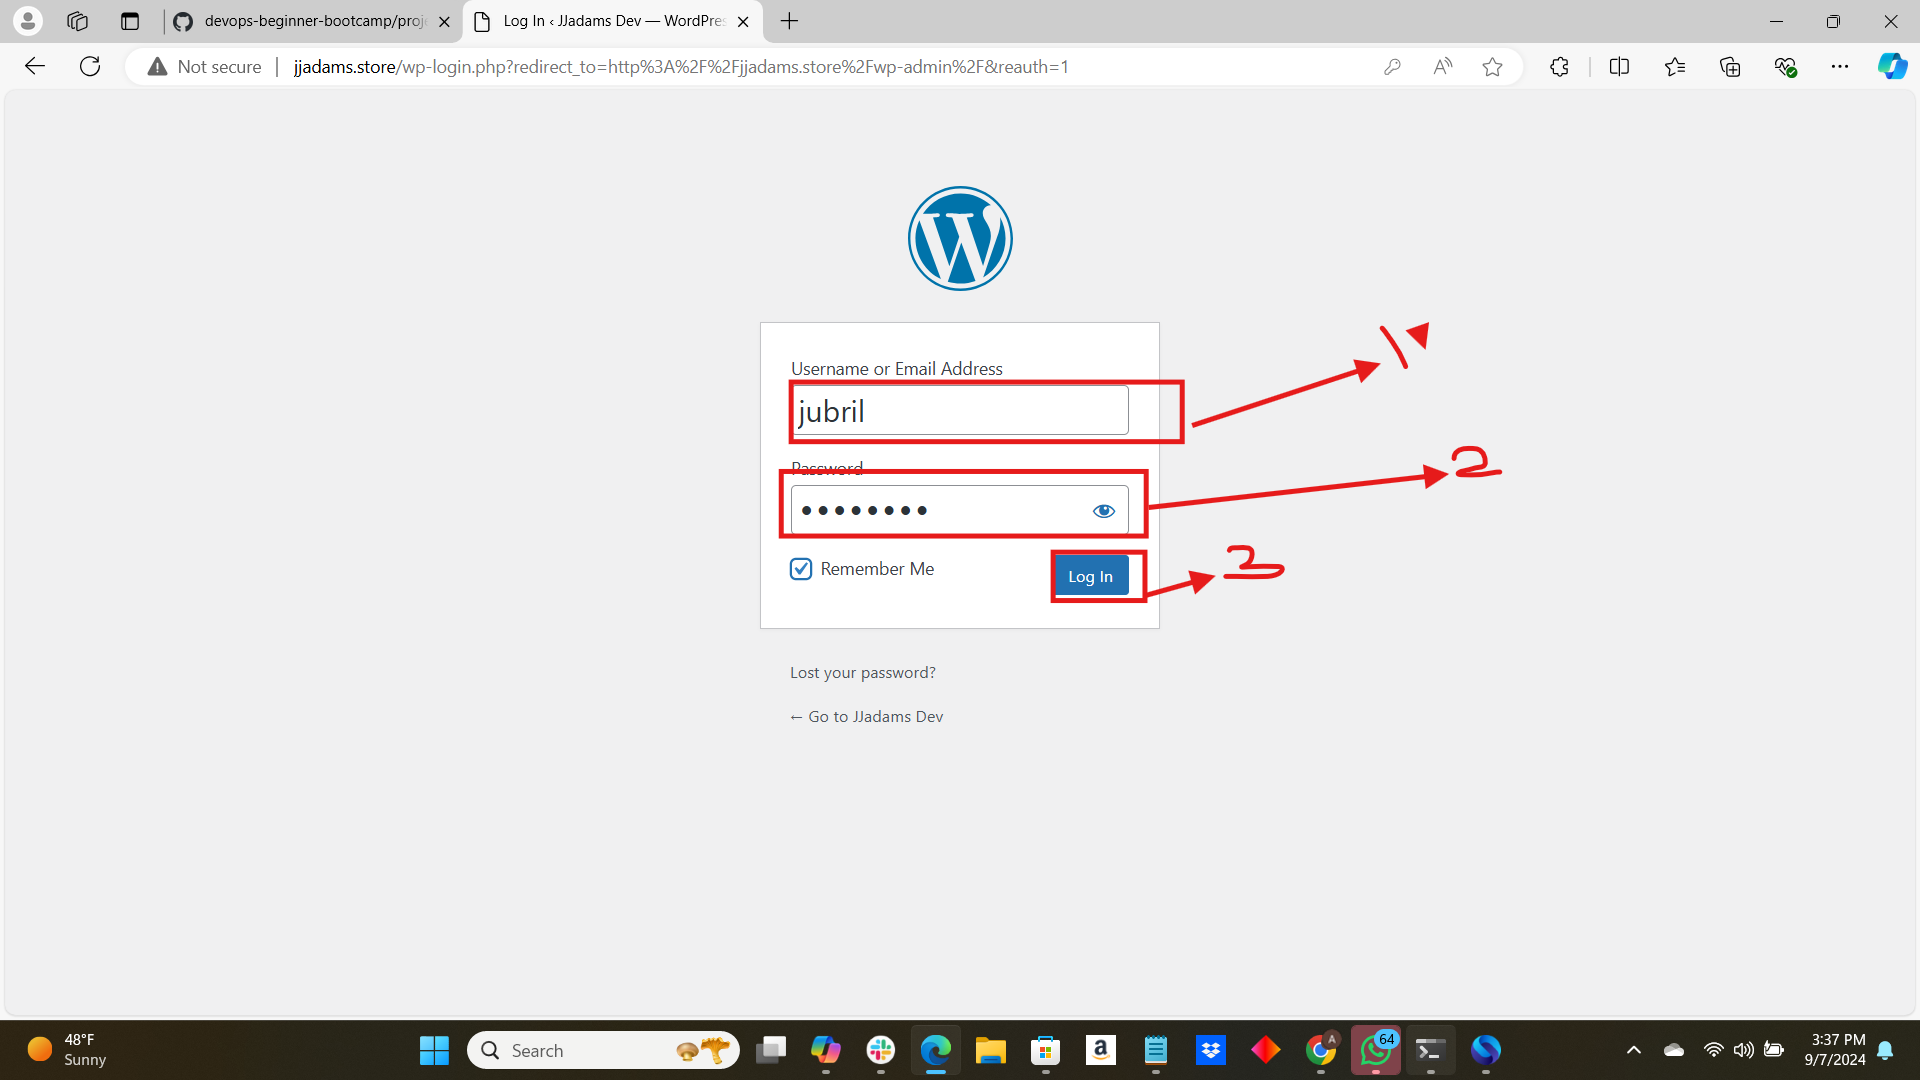 devops-beginner-bootcamp/proje
Log In ‹ JJadams Dev — WordPres
Not secure
jjadams.store/wp-login.php?redirect_to=http%3A%2F%2Fjjadams.store%2Fwp-admin%2F&reauth=1
Username or Email Address
jubril
1
Password
2
Remember Me
Log In
3
Lost your password?
← Go to JJadams Dev
48°F
Sunny
Search
A
64
3:37 PM
9/7/2024